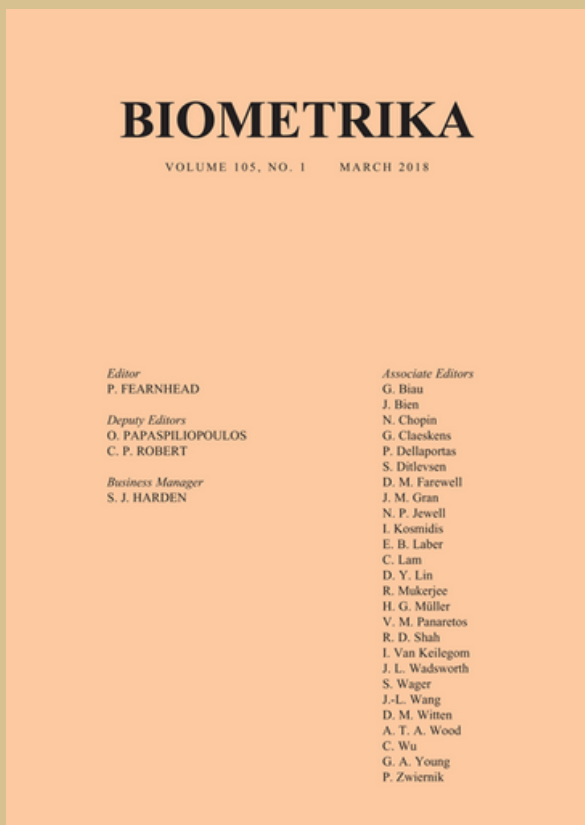 BIOMETRIKA
VOLUME 105, NO. 1 MARCH 2018
Editor
P. FEARNHEAD
Deputy Editors
O. PAPASPILIOPOULOS
C. P. ROBERT
Business Manager
S. J. HARDEN
Associate Editors
G. Biau
J. Bien
N. Chopin
G. Claeskens
P. Dellaportas
S. Ditlevsen
D. M. Farewell
J. M. Gran
N. P. Jewell
I. Kosmidis
E. B. Laber
C. Lam
D. Y. Lin
R. Mukerjee
H. G. Müller
V. M. Panaretos
R. D. Shah
I. Van Keilegom
J. L. Wadsworth
S. Wager
J.-L. Wang
D. M. Witten
A. T. A. Wood
C. Wu
G. A. Young
P. Zwiernik